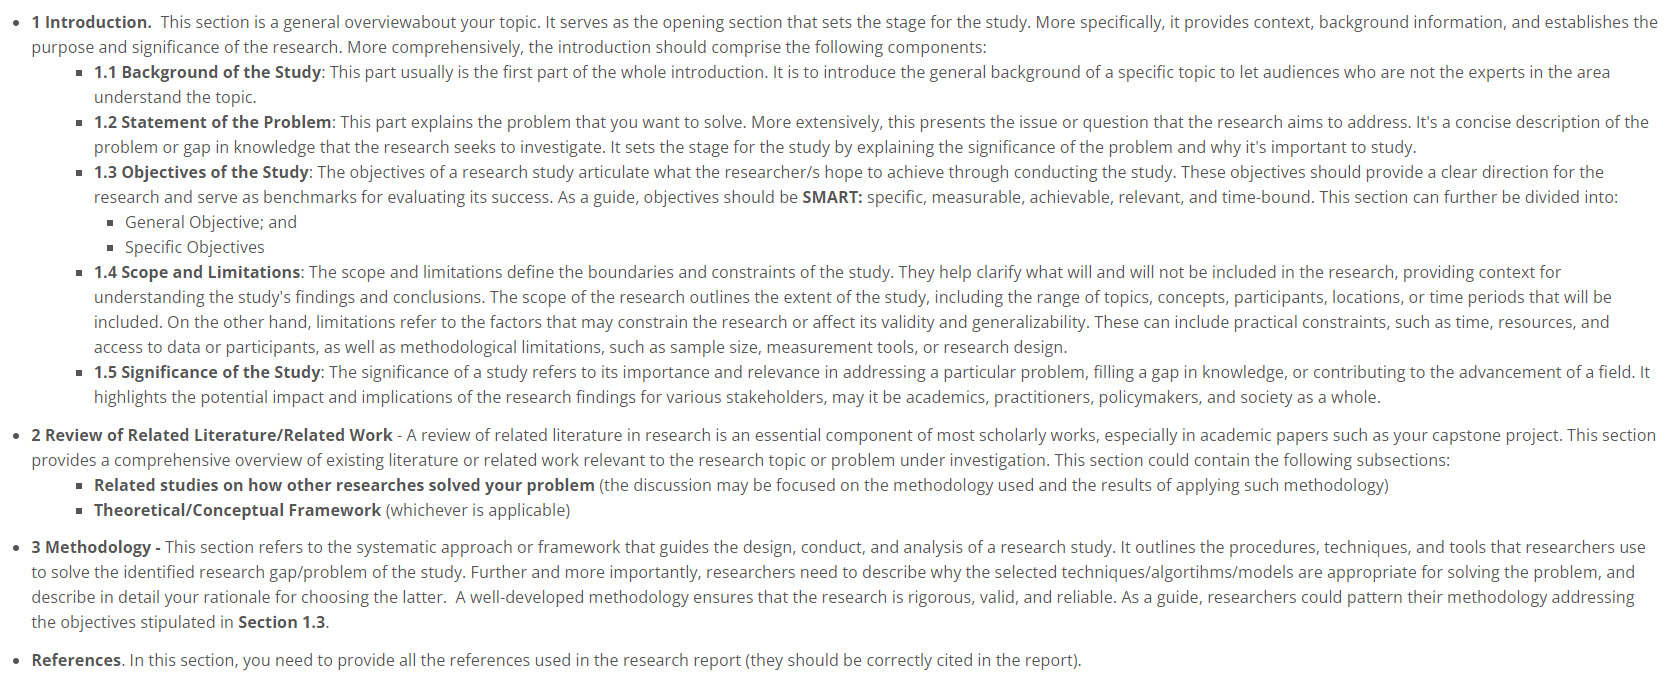 • 1 Introduction.  This section is a general overviewabout your topic. It serves as the opening section that sets the stage for the study. More specifically, it provides context, background information, and establishes the
purpose and significance of the research. More comprehensively, the introduction should comprise the following components:
▪ 1.1 Background of the Study: This part usually is the first part of the whole introduction. It is to introduce the general background of a specific topic to let audiences who are not the experts in the area
understand the topic.
▪ 1.2 Statement of the Problem: This part explains the problem that you want to solve. More extensively, this presents the issue or question that the research aims to address. It's a concise description of the
problem or gap in knowledge that the research seeks to investigate. It sets the stage for the study by explaining the significance of the problem and why it's important to study.
▪ 1.3 Objectives of the Study: The objectives of a research study articulate what the researcher/s hope to achieve through conducting the study. These objectives should provide a clear direction for the
research and serve as benchmarks for evaluating its success. As a guide, objectives should be SMART: specific, measurable, achievable, relevant, and time-bound. This section can further be divided into:
▪ General Objective; and
▪ Specific Objectives
▪ 1.4 Scope and Limitations: The scope and limitations define the boundaries and constraints of the study. They help clarify what will and will not be included in the research, providing context for
understanding the study's findings and conclusions. The scope of the research outlines the extent of the study, including the range of topics, concepts, participants, locations, or time periods that will be
included. On the other hand, limitations refer to the factors that may constrain the research or affect its validity and generalizability. These can include practical constraints, such as time, resources, and
access to data or participants, as well as methodological limitations, such as sample size, measurement tools, or research design.
▪ 1.5 Significance of the Study: The significance of a study refers to its importance and relevance in addressing a particular problem, filling a gap in knowledge, or contributing to the advancement of a field. It
highlights the potential impact and implications of the research findings for various stakeholders, may it be academics, practitioners, policymakers, and society as a whole.
• 2 Review of Related Literature/Related Work - A review of related literature in research is an essential component of most scholarly works, especially in academic papers such as your capstone project. This section
provides a comprehensive overview of existing literature or related work relevant to the research topic or problem under investigation. This section could contain the following subsections:
▪ Related studies on how other researches solved your problem (the discussion may be focused on the methodology used and the results of applying such methodology)
▪ Theoretical/Conceptual Framework (whichever is applicable)
• 3 Methodology - This section refers to the systematic approach or framework that guides the design, conduct, and analysis of a research study. It outlines the procedures, techniques, and tools that researchers use
to solve the identified research gap/problem of the study. Further and more importantly, researchers need to describe why the selected techniques/algortihms/models are appropriate for solving the problem, and
describe in detail your rationale for choosing the latter.  A well-developed methodology ensures that the research is rigorous, valid, and reliable. As a guide, researchers could pattern their methodology addressing
the objectives stipulated in Section 1.3.
• References. In this section, you need to provide all the references used in the research report (they should be correctly cited in the report).